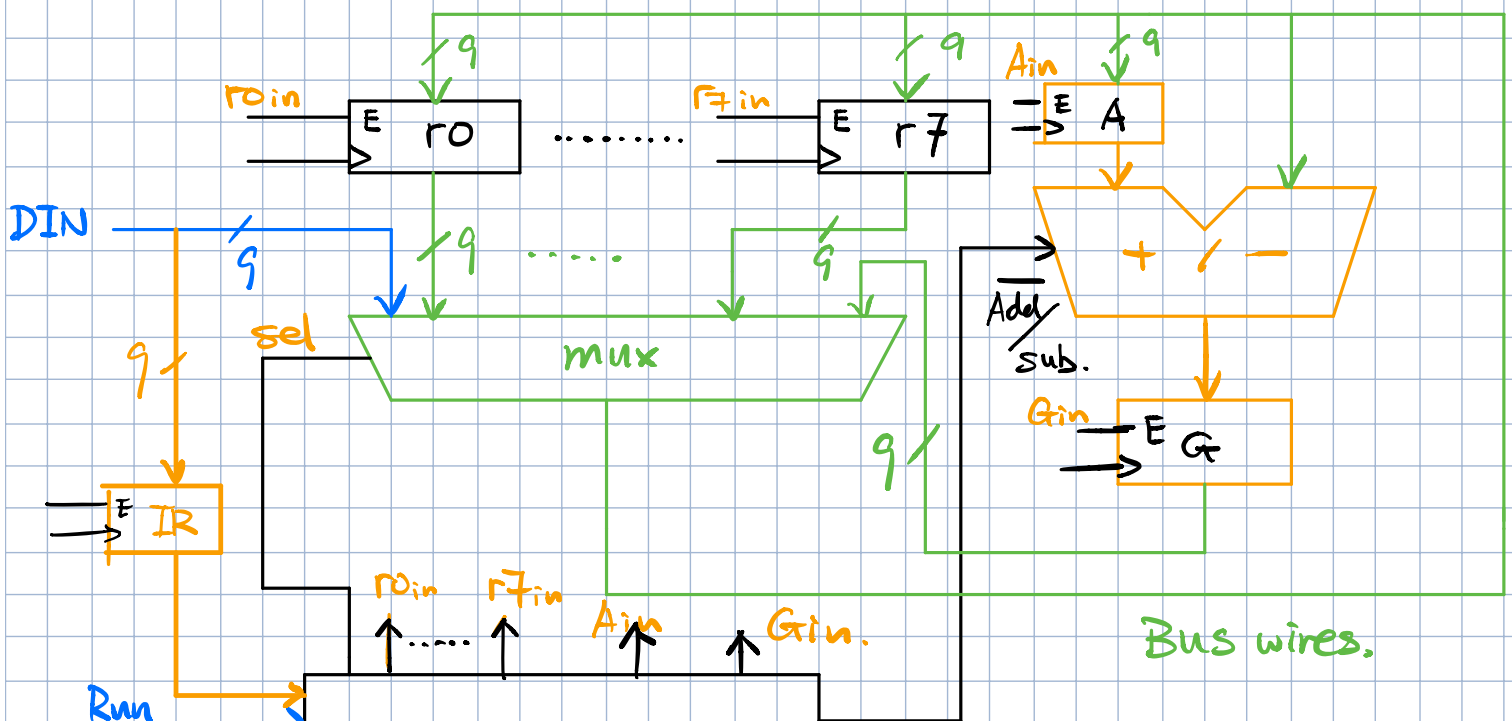 9
9
9
r0in
E
r0
r7in
E
r7
Ain
E
A
DIN
9
9
9
+ / -
sel
mux
Add/sub.
9
9
Gin
E
G
E
IR
r0in
r7in
Ain
Gin.
Bus wires.
Run